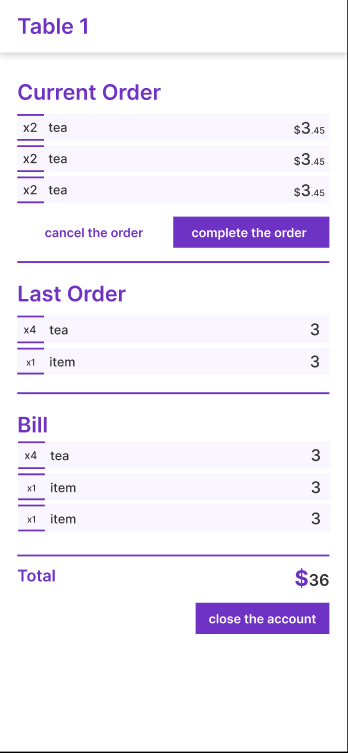 Table 1
Current Order
x2 tea $3.45
x2 tea $3.45
x2 tea $3.45
cancel the order complete the order
Last Order
x4 tea 3
x1 item 3
Bill
x4 tea 3
x1 item 3
x1 item 3
Total $36
close the account